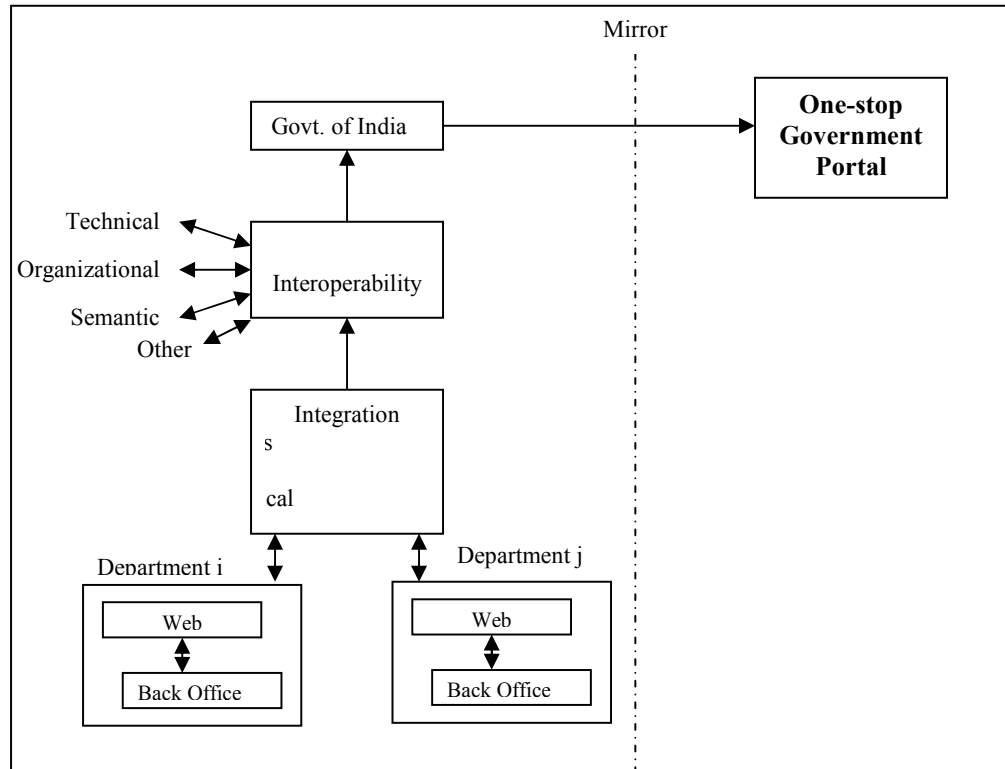 Mirror
One-stop
Government
Portal
Govt. of India
Technical
Organizational
Semantic
Other
Interoperability
Integration
s
cal
Department i
Department j
Web
Back Office
Web
Back Office